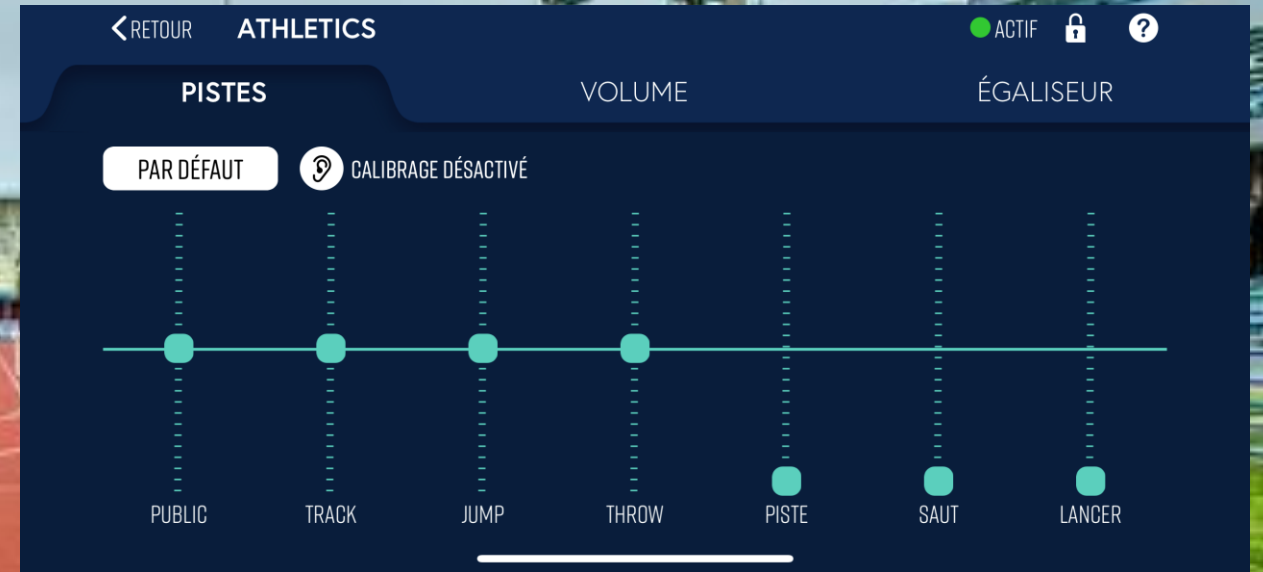 RETOUR ATHLETICS ACTIF ?
PISTES VOLUME ÉGALISEUR
PAR DÉFAUT CALIBRAGE DÉSACTIVÉ
PUBLIC TRACK JUMP THROW PISTE SAUT LANCER